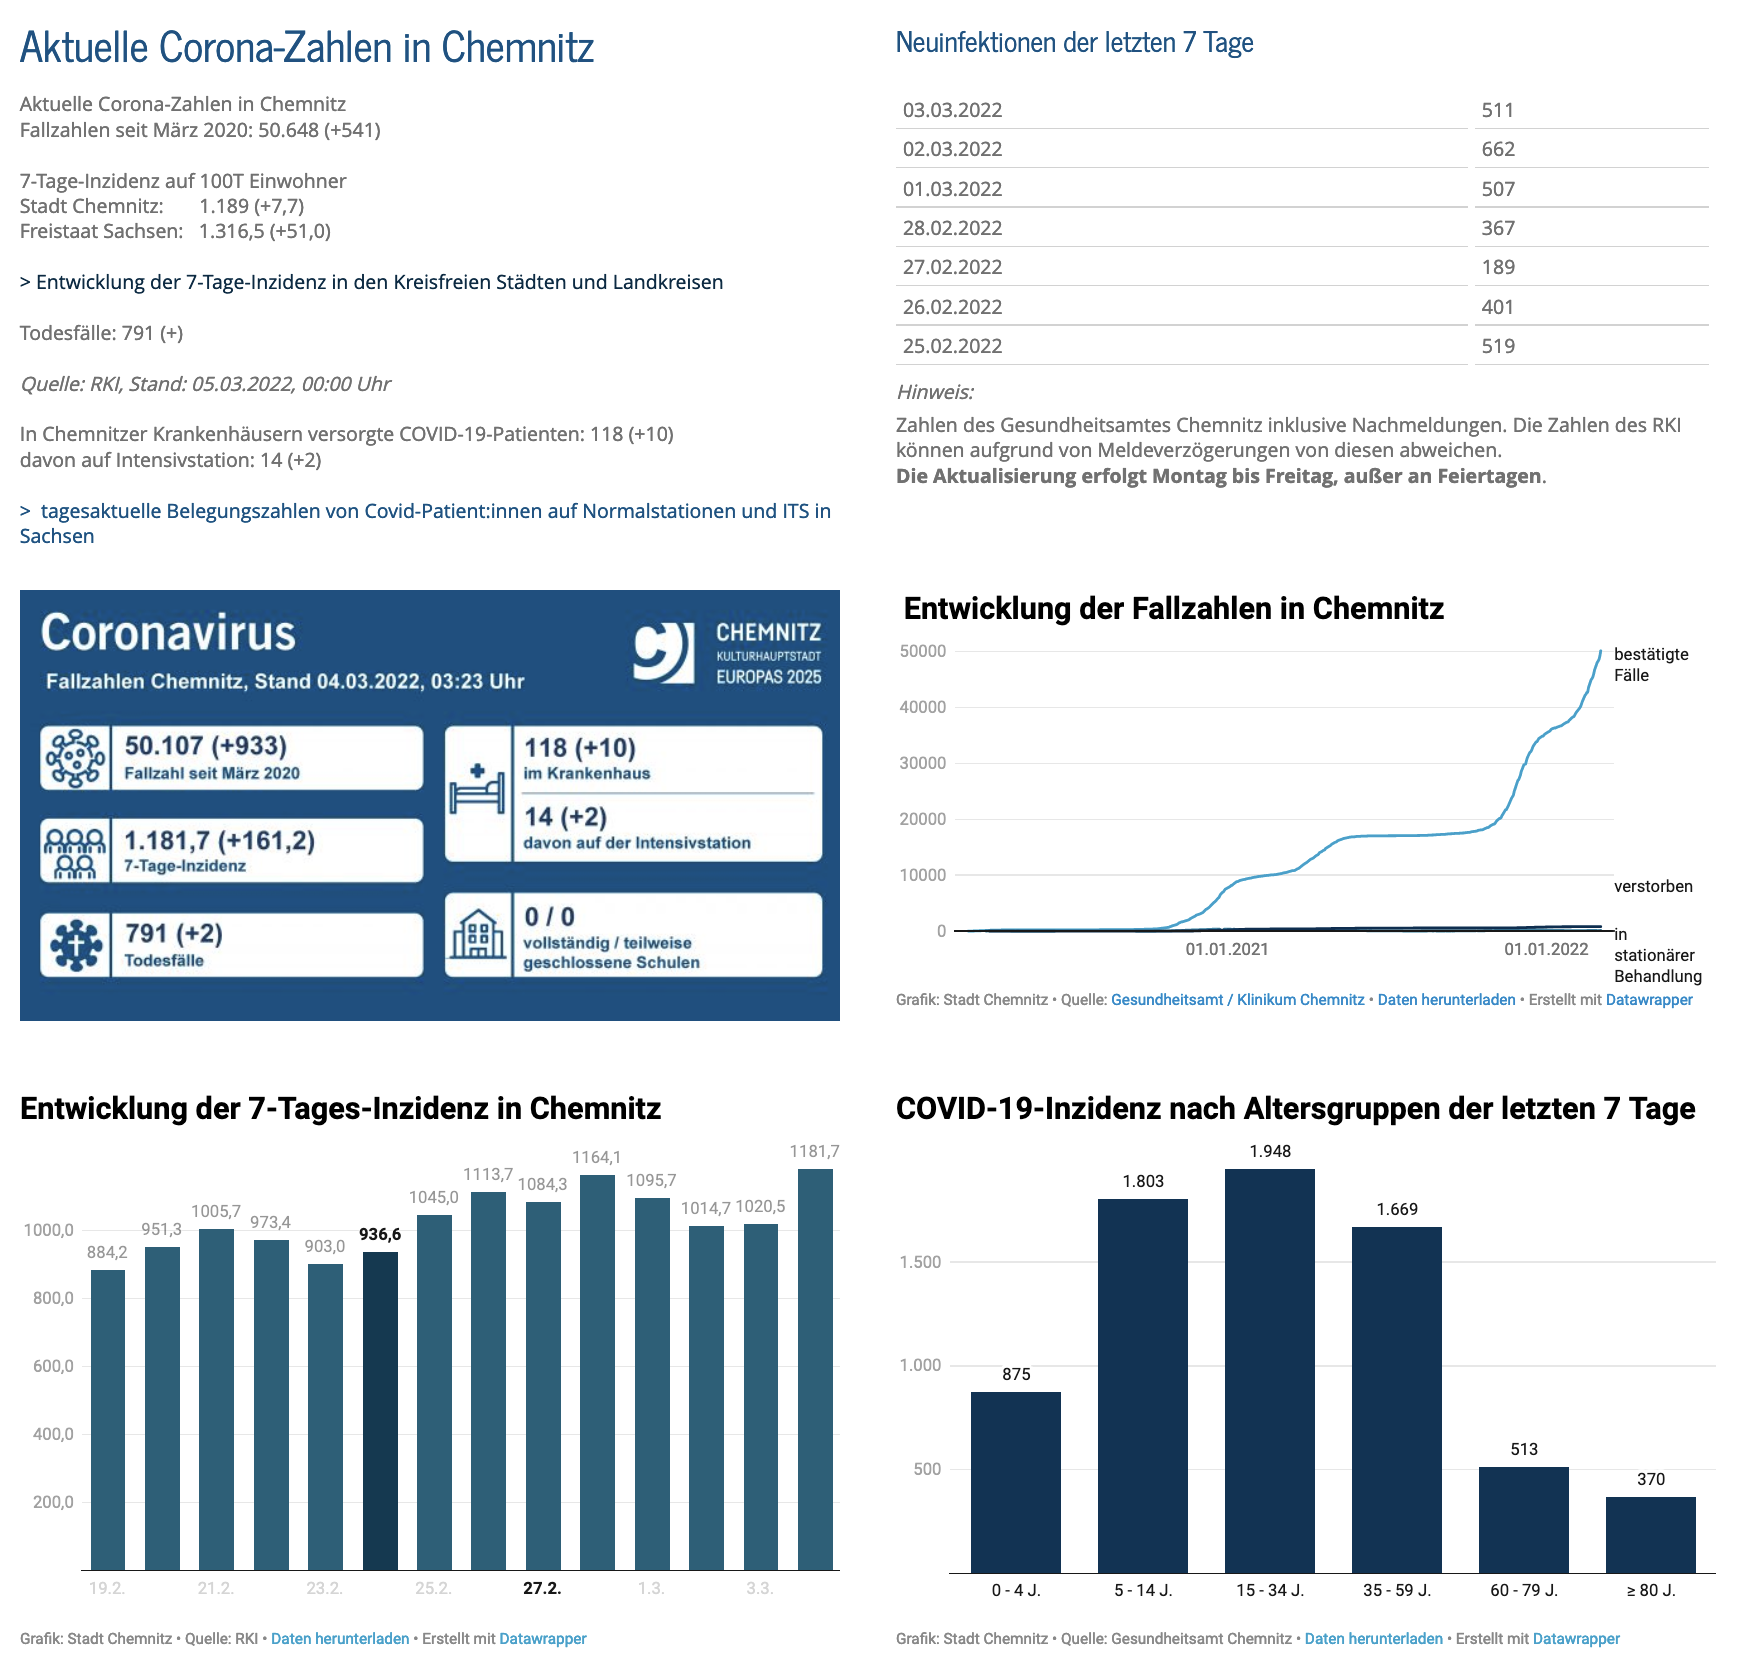 Aktuelle Corona-Zahlen in Chemnitz
Aktuelle Corona-Zahlen in Chemnitz
Fallzahlen seit März 2020: 50.648 (+541)
7-Tage-Inzidenz auf 100T Einwohner
Stadt Chemnitz: 1.189 (+7,7)
Freistaat Sachsen: 1.316,5 (+51,0)
> Entwicklung der 7-Tage-Inzidenz in den Kreisfreien Städten und Landkreisen
Todesfälle: 791 (+)
Quelle: RKI, Stand: 05.03.2022, 00:00 Uhr
In Chemnitzer Krankenhäusern versorgte COVID-19-Patienten: 118 (+10)
davon auf Intensivstation: 14 (+2)
> tagesaktuelle Belegungszahlen von Covid-Patient:innen auf Normalstationen und ITS in
Sachsen
Neuinfektionen der letzten 7 Tage
03.03.2022 511
02.03.2022 662
01.03.2022 507
28.02.2022 367
27.02.2022 189
26.02.2022 401
25.02.2022 519
Hinweis:
Zahlen des Gesundheitsamtes Chemnitz inklusive Nachmeldungen. Die Zahlen des RKI
können aufgrund von Meldeverzögerungen von diesen abweichen.
Die Aktualisierung erfolgt Montag bis Freitag, außer an Feiertagen.
Coronavirus
Fallzahlen Chemnitz, Stand 04.03.2022, 03:23 Uhr
CHEMNITZ
KULTURHAUPTSTADT
EUROPAS 2025
50.107 (+933)
Fallzahl seit März 2020
1.181,7 (+161,2)
7-Tage-Inzidenz
791 (+2)
Todesfälle
118 (+10)
im Krankenhaus
14 (+2)
davon auf der Intensivstation
0 / 0
vollständig / teilweise
geschlossene Schulen
Entwicklung der Fallzahlen in Chemnitz
50000
40000
30000
20000
10000
0
bestätigte
Fälle
verstorben
in
stationärer
Behandlung
01.01.2021 01.01.2022
Grafik: Stadt Chemnitz • Quelle: Gesundheitsamt / Klinikum Chemnitz • Daten herunterladen • Erstellt mit Datawrapper
Entwicklung der 7-Tages-Inzidenz in Chemnitz
1000,0
800,0
600,0
400,0
200,0
884,2 951,3 1005,7 973,4 903,0 936,6 1045,0 1113,7 1084,3 1164,1 1095,7 1014,7 1020,5 1181,7
19.2. 21.2. 23.2. 25.2. 27.2. 1.3. 3.3.
Grafik: Stadt Chemnitz • Quelle: RKI • Daten herunterladen • Erstellt mit Datawrapper
COVID-19-Inzidenz nach Altersgruppen der letzten 7 Tage
1.500
1.000
500
875 1.803 1.948 1.669 513 370
0 - 4 J. 5 - 14 J. 15 - 34 J. 35 - 59 J. 60 - 79 J. ≥ 80 J.
Grafik: Stadt Chemnitz • Quelle: Gesundheitsamt Chemnitz • Daten herunterladen • Erstellt mit Datawrapper